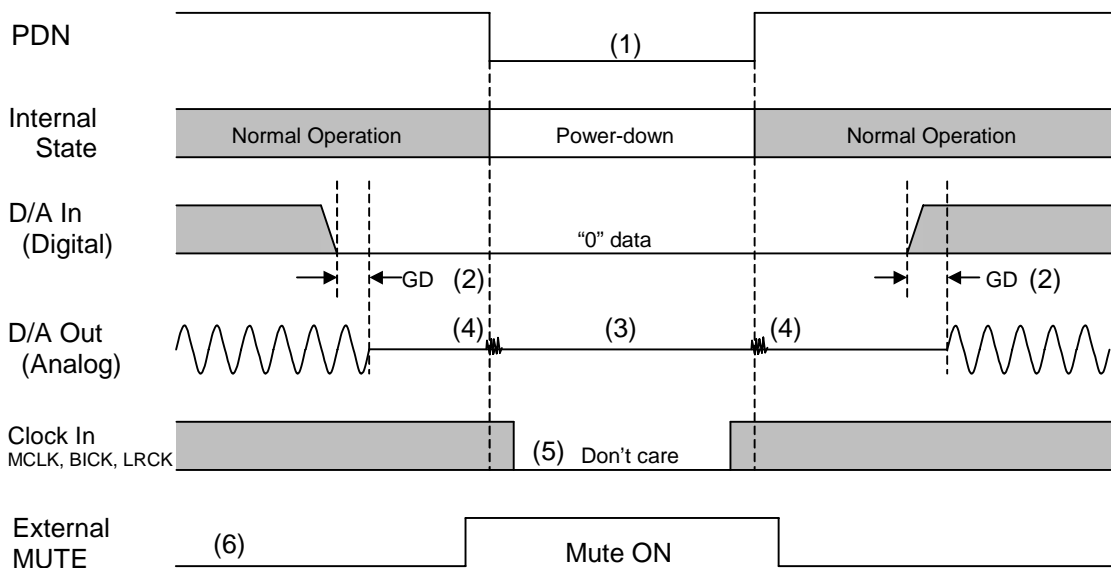 PDN
(1)
Internal
State
Normal Operation
Power-down
Normal Operation
D/A In
(Digital)
“0” data
GD (2)
GD (2)
D/A Out
(Analog)
(4)
(3)
(4)
Clock In
MCLK, BICK, LRCK
(5) Don’t care
External
MUTE
(6)
Mute ON